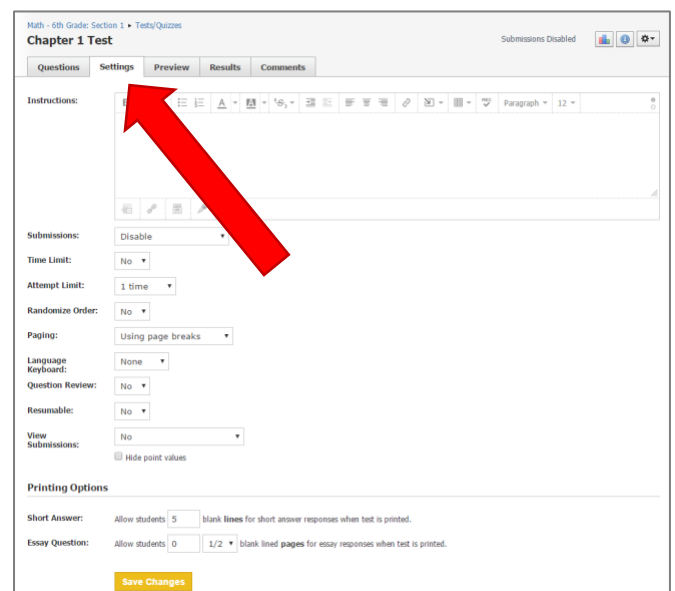 Math - 6th Grade: Section 1 ▸ Tests/Quizzes
Chapter 1 Test
Submissions Disabled
Questions Settings Preview Results Comments
Instructions:
Paragraph 12
Submissions: Disable
Time Limit: No
Attempt Limit: 1 time
Randomize Order: No
Paging: Using page breaks
Language
Keyboard: None
Question Review: No
Resumable: No
View
Submissions: No
Hide point values
Printing Options
Short Answer: Allow students 5 blank lines for short answer responses when test is printed.
Essay Question: Allow students 0 1/2 blank lined pages for essay responses when test is printed.
Save Changes